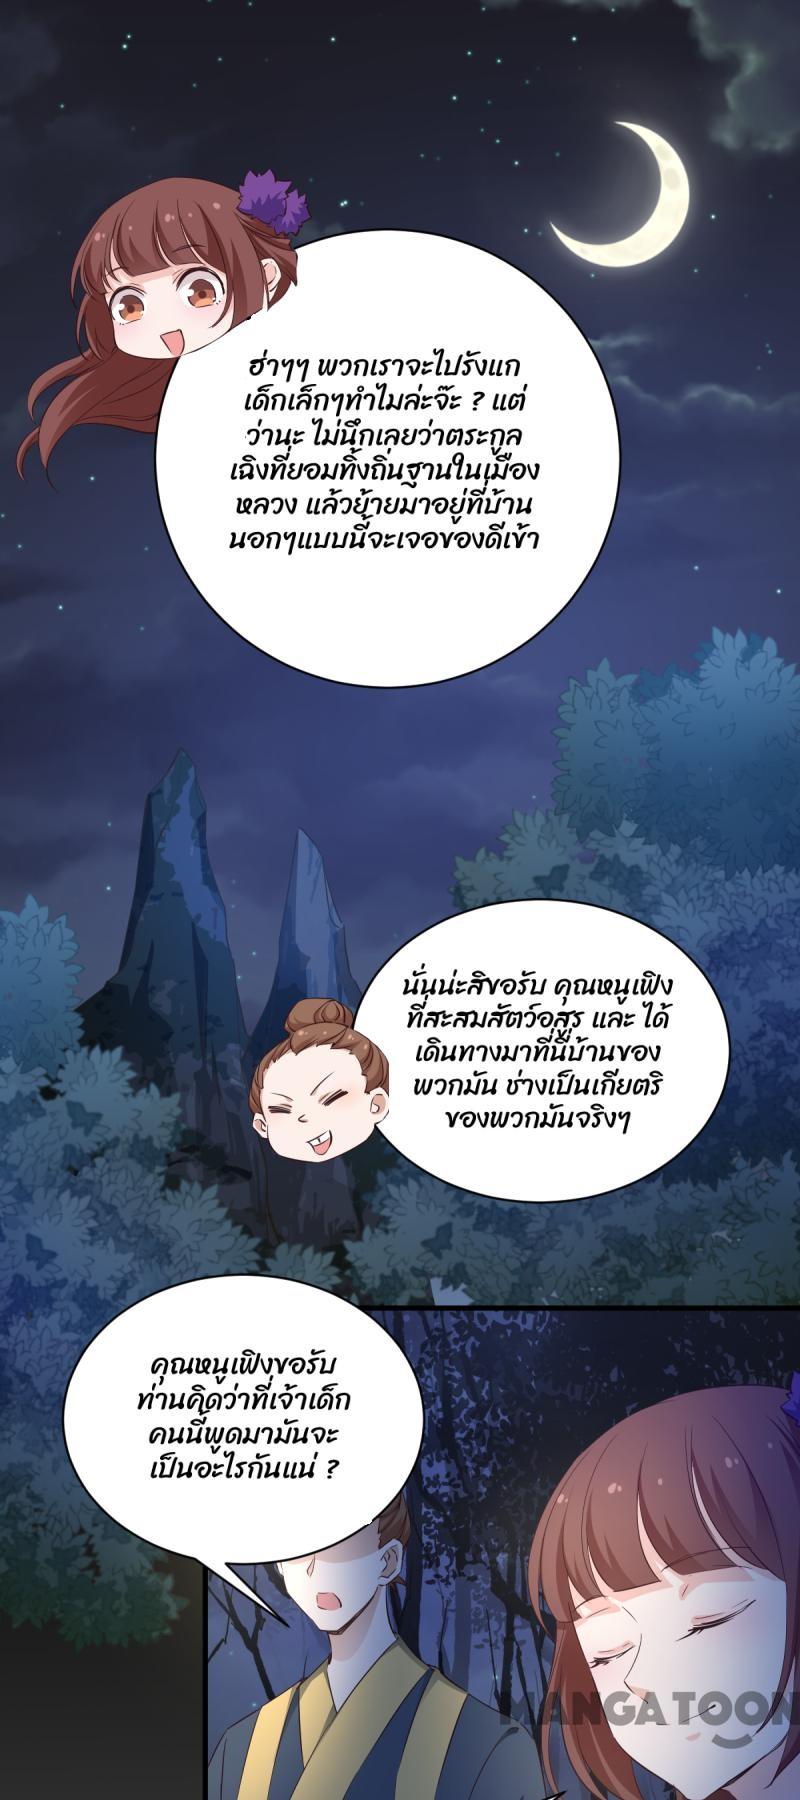 ฮ่าๆๆ พวกเราจะไปรังแก
เด็กเล็กๆทำไมล่ะจ๊ะ ? แต่
ว่านะ ไม่นึกเลยว่าตระกูล
เฉิงที่ยอมทิ้งถิ่นฐานในเมือง
หลวง แล้วย้ายมาอยู่ที่บ้าน
นอกๆแบบนี้จะเจอของดีเข้า
นั่นน่ะสิขอรับ คุณหนูเฟิง
ที่สะสมสัตว์อสูร และ ได้
เดินทางมาที่นี่บ้านของ
พวกมัน ช่างเป็นเกียตริ
ของพวกมันจริงๆ
คุณหนูเฟิงขอรับ
ท่านคิดว่าที่เจ้าเด็ก
คนนี้พูดมามันจะ
เป็นอะไรกันแน่ ?
MANGATOON